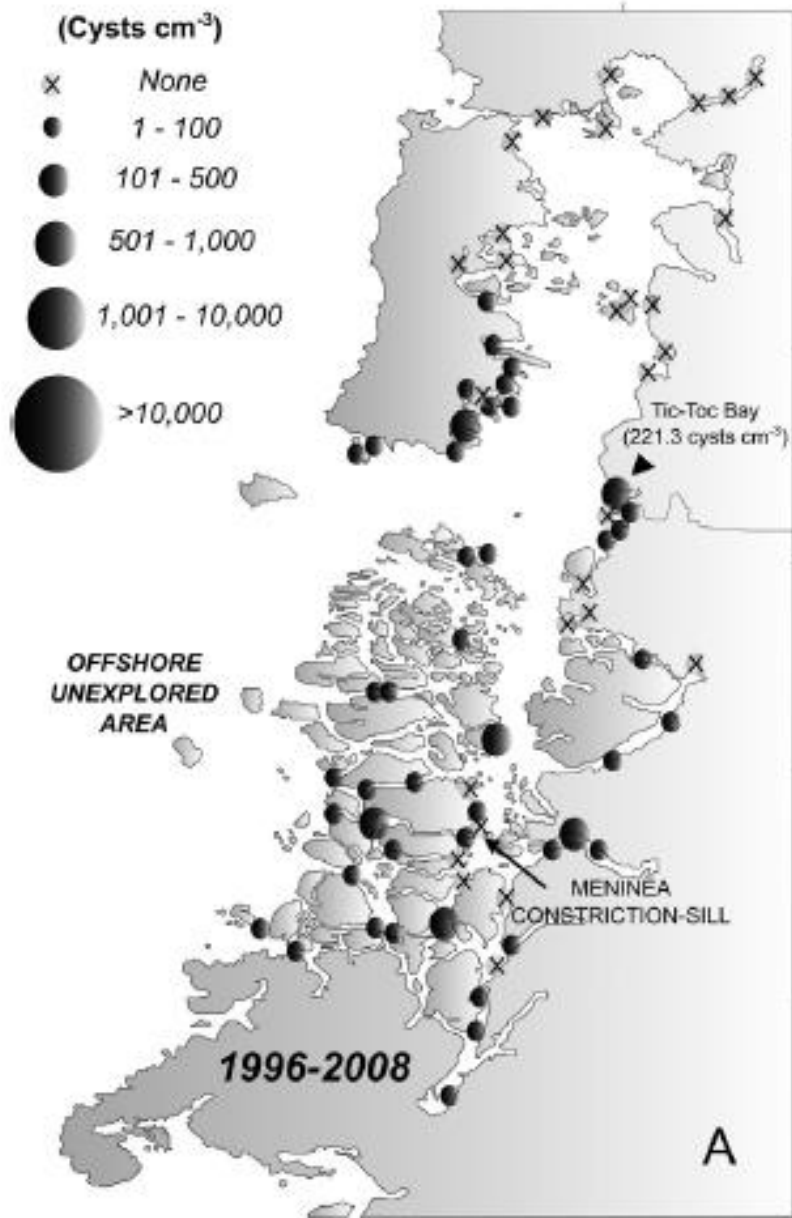 (Cysts cm-3)
None
1 - 100
101 - 500
501 - 1,000
1,001 - 10,000
>10,000
Tic-Toc Bay
(221.3 cysts cm-3)
OFFSHORE
UNEXPLORED
AREA
MENINEA
CONSTRICTION-SILL
1996-2008
A